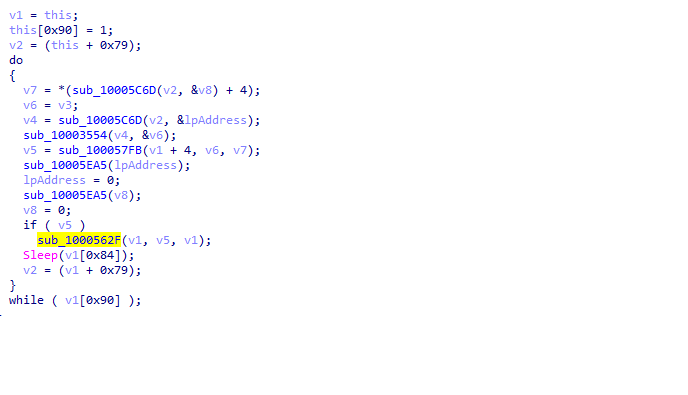 v1 = this;
this[0x90] = 1;
v2 = (this + 0x79);
do
{
v7 = *(sub_10005C6D(v2, &v8) + 4);
v6 = v3;
v4 = sub_10005C6D(v2, &lpAddress);
sub_10003554(v4, &v6);
v5 = sub_100057FB(v1 + 4, v6, v7);
sub_10005EA5(lpAddress);
lpAddress = 0;
sub_10005EA5(v8);
v8 = 0;
if ( v5 )
sub_1000562F(v1, v5, v1);
Sleep(v1[0x84]);
v2 = (v1 + 0x79);
}
while ( v1[0x90] );